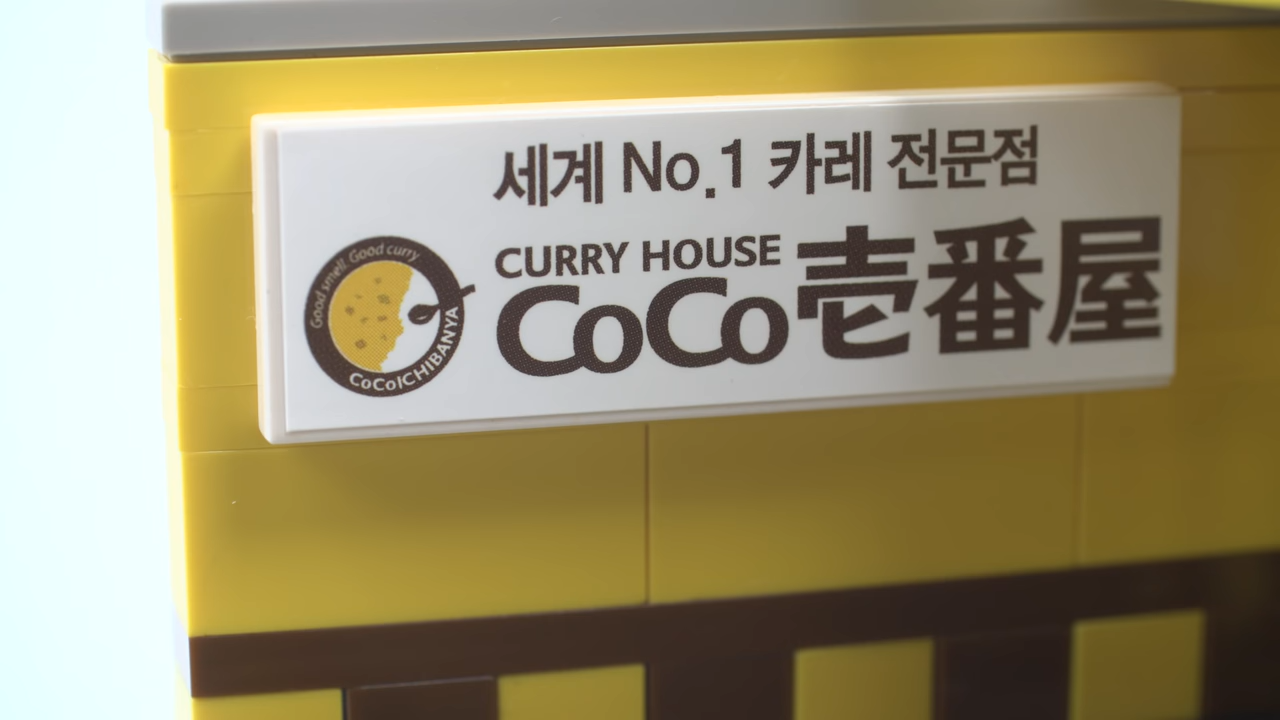 세계 No.1 카레 전문점
Good smell! Good curry
CoCoICHIBANYA
CURRY HOUSE
CoCo壱番屋